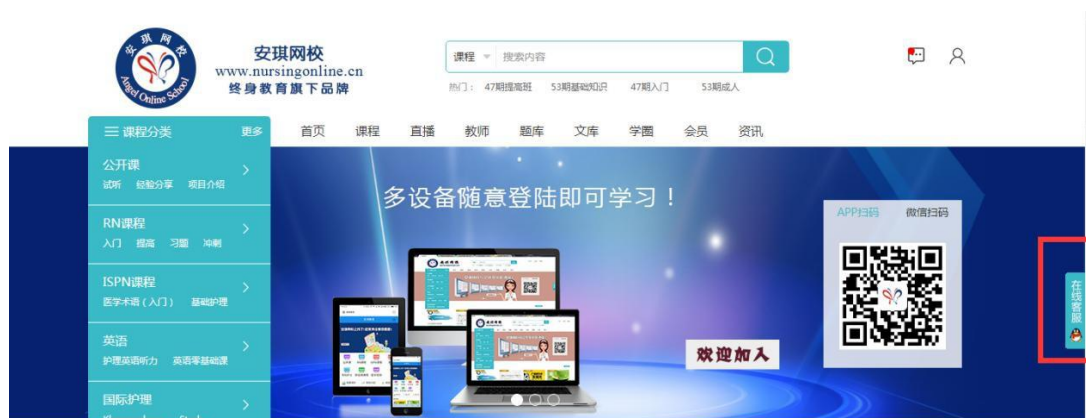 安 琪 网 校
Angel Online School
安琪网校
www.nursingonline.cn
终身教育旗下品牌
课程 搜索内容
热门： 47期提高班 53期基础知识 47期入门 53期成人
课程分类 更多
首页 课程 直播 教师 题库 文库 学圈 会员 资讯
公开课
试听 经验分享 项目介绍
RN课程
入门 提高 习题 冲刺
ISPN课程
医学术语（入门） 基础护理
英语
护理英语听力 英语零基础课
国际护理
多设备随意登陆即可学习！
APP扫码 微信扫码
欢迎加入
在线客服